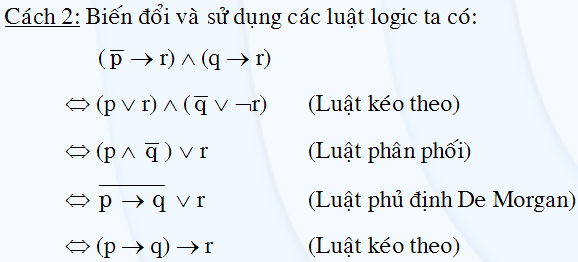 Cách 2: Biến đổi và sử dụng các luật logic ta có:
(p̅ → r) ∧ (q → r)
⇔ (p ∨ r) ∧ (q̅ ∨ ¬r) (Luật kéo theo)
⇔ (p ∧ q̅ ) ∨ r (Luật phân phối)
⇔ p̅ ̅→̅ ̅q̅ ∨ r (Luật phủ định De Morgan)
⇔ (p → q) → r (Luật kéo theo)